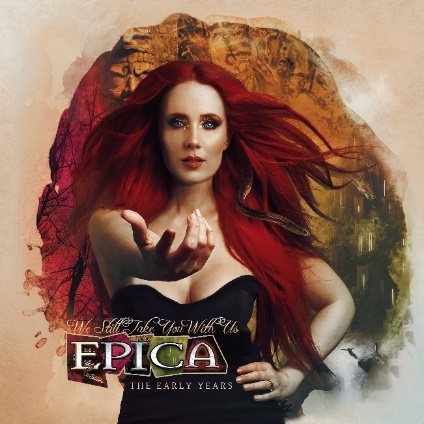 We Still Take You With Us
EPICA
THE EARLY YEARS